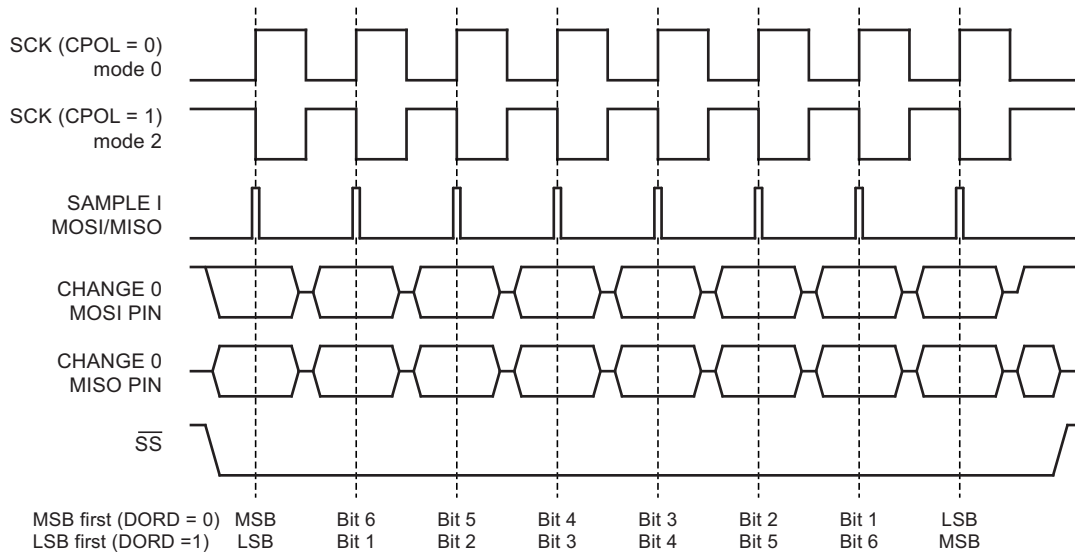 SCK (CPOL = 0)
mode 0
SCK (CPOL = 1)
mode 2
SAMPLE I
MOSI/MISO
CHANGE 0
MOSI PIN
CHANGE 0
MISO PIN
SS
MSB first (DORD = 0) MSB Bit 6 Bit 5 Bit 4 Bit 3 Bit 2 Bit 1 LSB
LSB first (DORD =1) LSB Bit 1 Bit 2 Bit 3 Bit 4 Bit 5 Bit 6 MSB